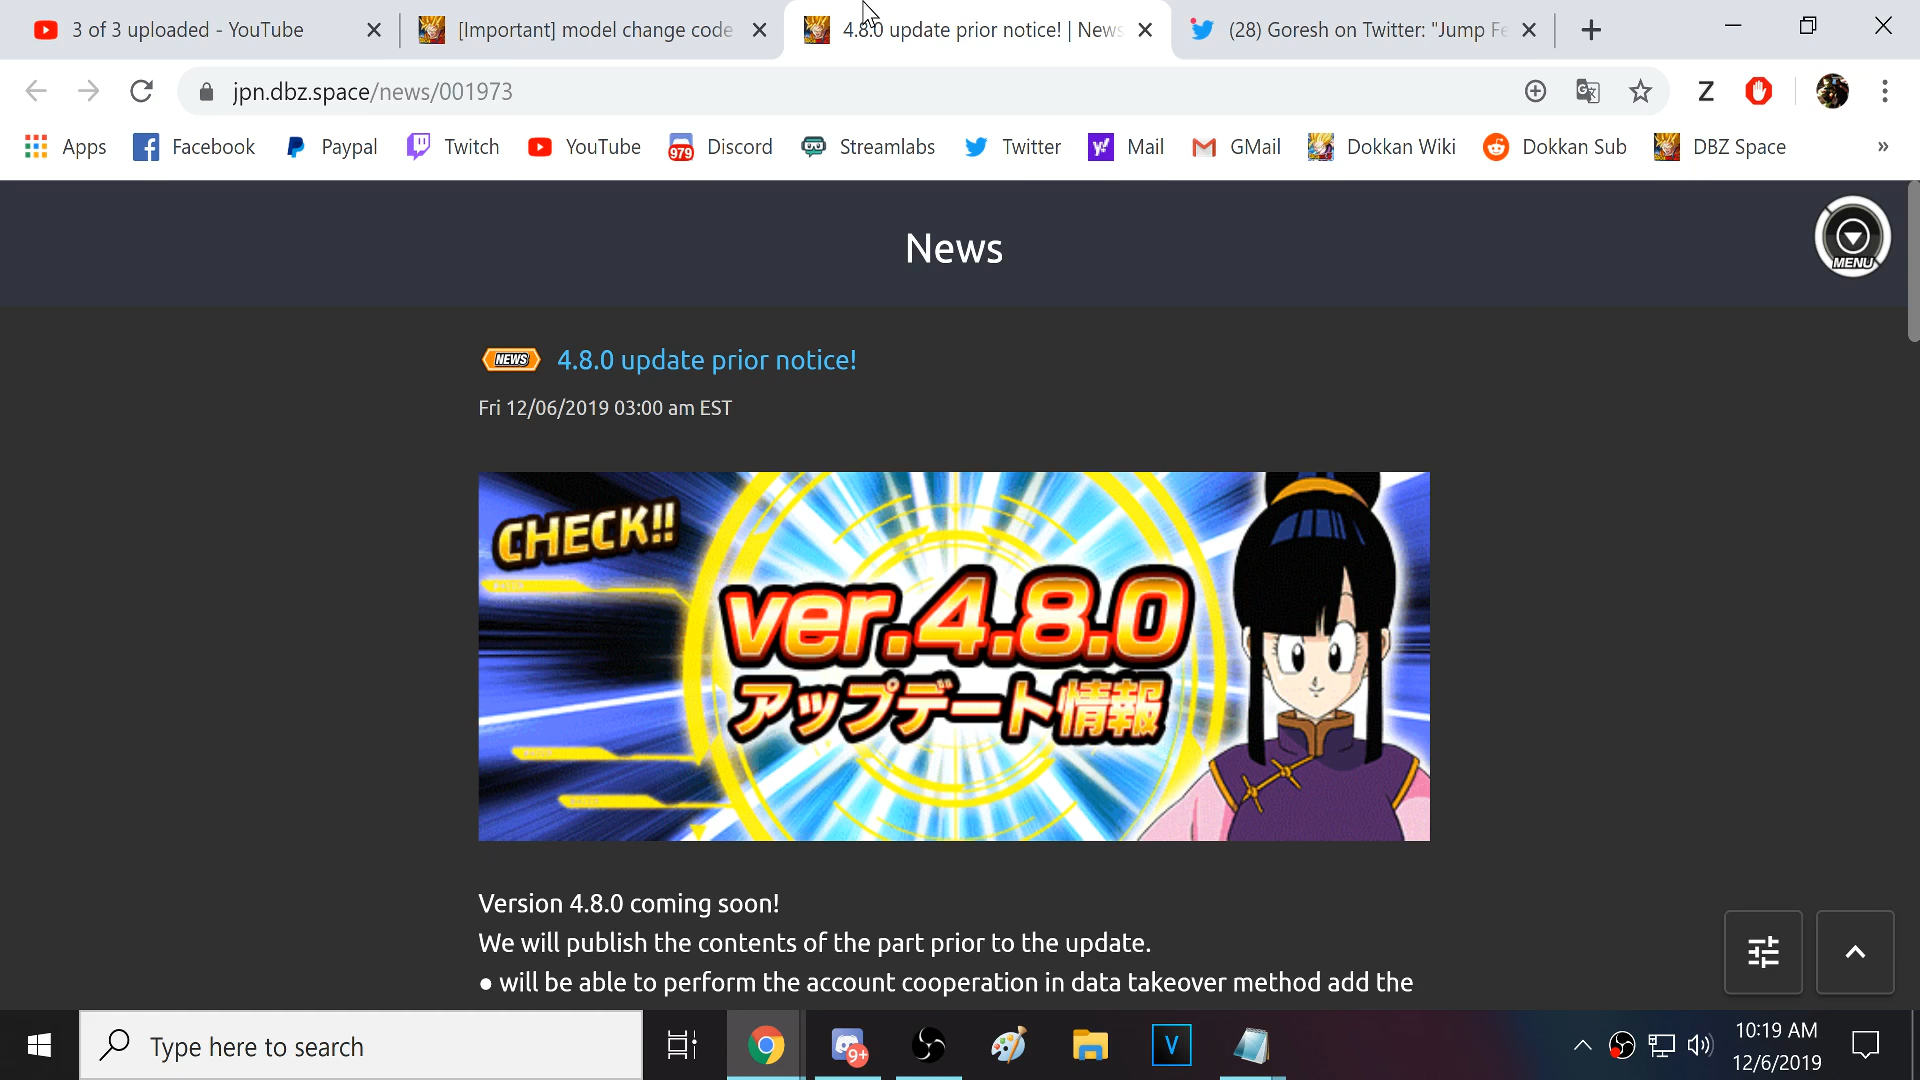 3 of 3 uploaded - YouTube
[Important] model change code
4.8.0 update prior notice! | News
(28) Goresh on Twitter: "Jump Fe
jpn.dbz.space/news/001973
Z
Apps
Facebook
Paypal
Twitch
YouTube
979
Discord
Streamlabs
Twitter
y!
Mail
GMail
Dokkan Wiki
Dokkan Sub
DBZ Space
»
News
MENU
NEWS 4.8.0 update prior notice!
Fri 12/06/2019 03:00 am EST
CHECK!!
ver.4.8.0
アップデート情報
Version 4.8.0 coming soon!
We will publish the contents of the part prior to the update.
● will be able to perform the account cooperation in data takeover method add the
Type here to search
9+
V
10:19 AM
12/6/2019